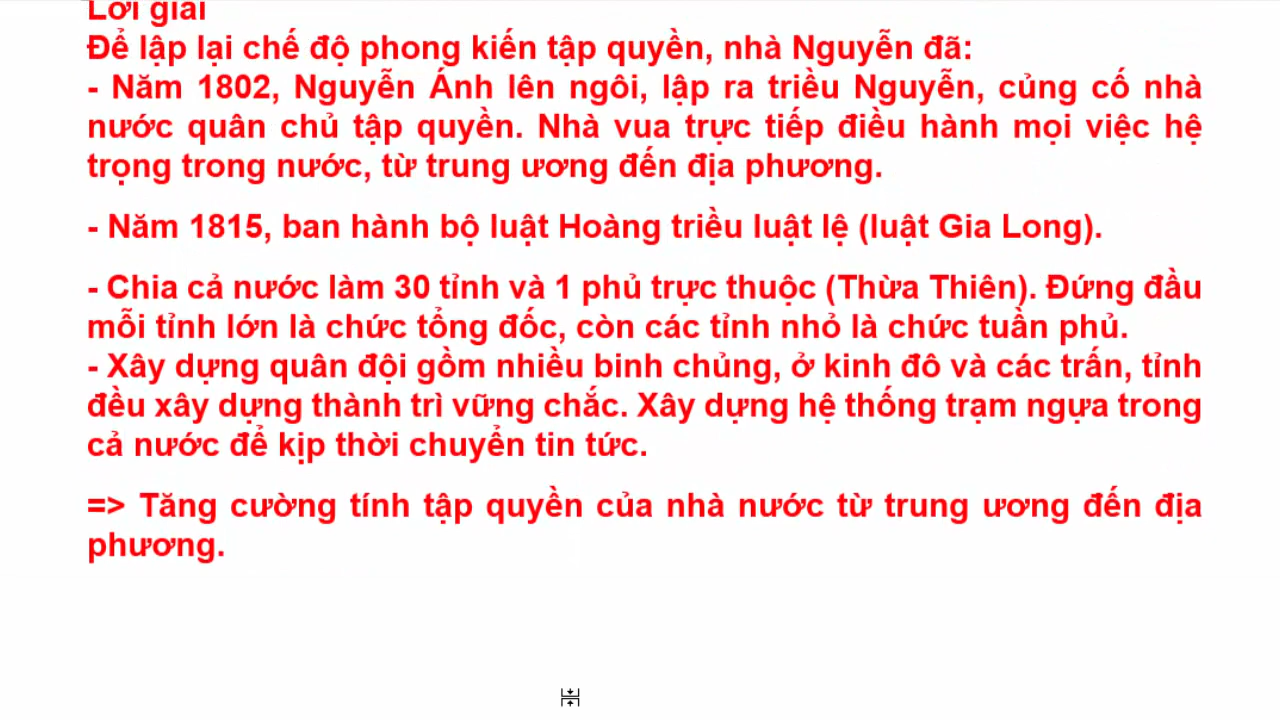 Lời giải
Để lập lại chế độ phong kiến tập quyền, nhà Nguyễn đã:
- Năm 1802, Nguyễn Ánh lên ngôi, lập ra triều Nguyễn, củng cố nhà
nước quân chủ tập quyền. Nhà vua trực tiếp điều hành mọi việc hệ
trọng trong nước, từ trung ương đến địa phương.
- Năm 1815, ban hành bộ luật Hoàng triều luật lệ (luật Gia Long).
- Chia cả nước làm 30 tỉnh và 1 phủ trực thuộc (Thừa Thiên). Đứng đầu
mỗi tỉnh lớn là chức tổng đốc, còn các tỉnh nhỏ là chức tuần phủ.
- Xây dựng quân đội gồm nhiều binh chủng, ở kinh đô và các trấn, tỉnh
đều xây dựng thành trì vững chắc. Xây dựng hệ thống trạm ngựa trong
cả nước để kịp thời chuyển tin tức.
=> Tăng cường tính tập quyền của nhà nước từ trung ương đến địa
phương.